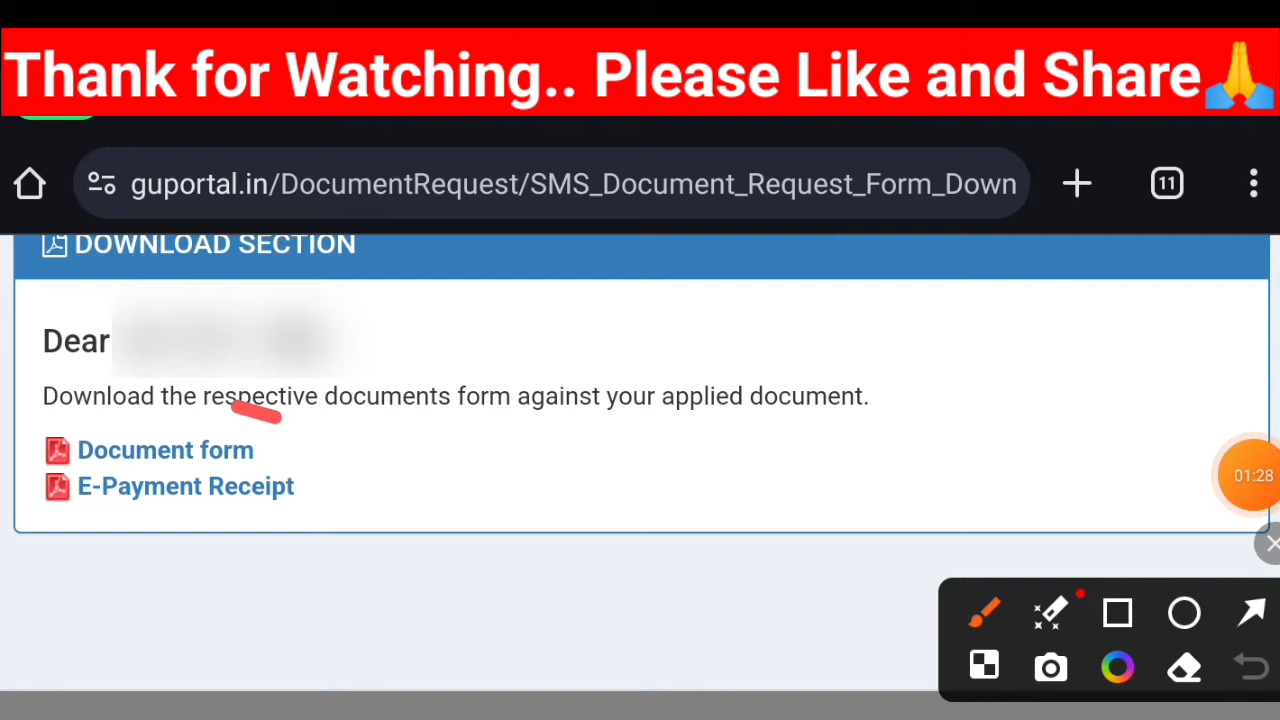 Thank for Watching.. Please Like and Share🙏
guportal.in/DocumentRequest/SMS_Document_Request_Form_Down
11
DOWNLOAD SECTION
Dear
Download the respective documents form against your applied document.
Document form
E-Payment Receipt
01:28